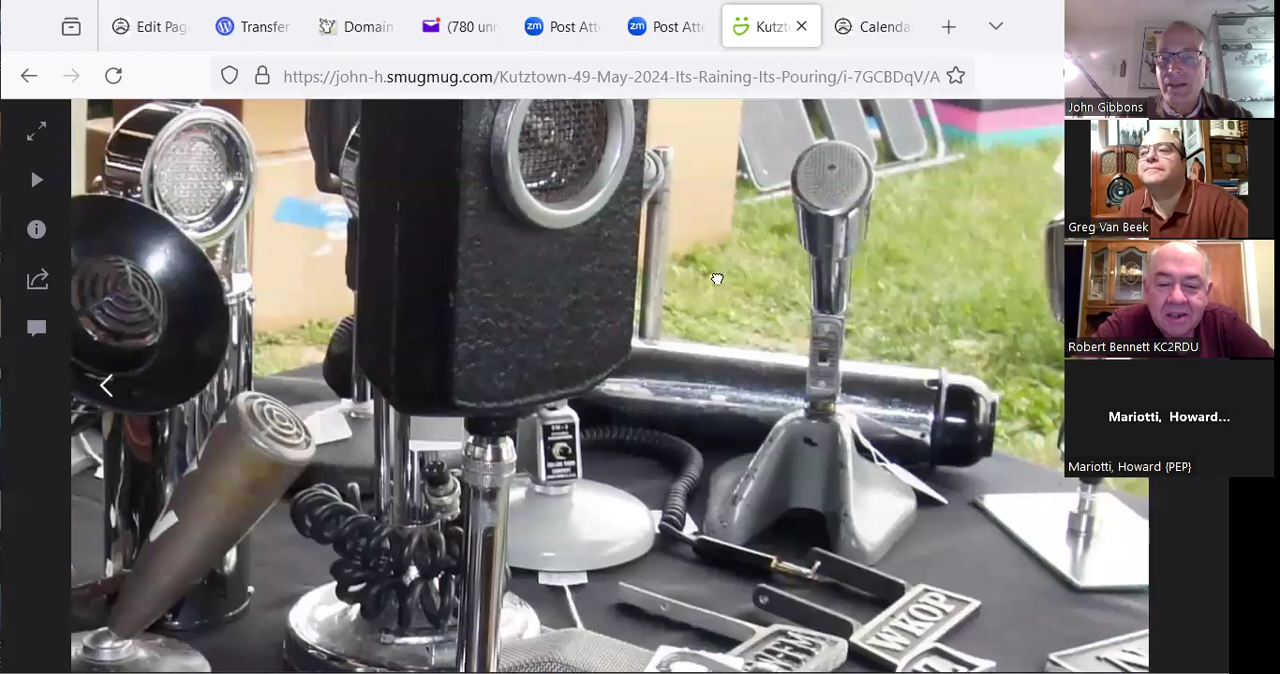 Edit Pag
Transfer
Domain
(780 unr
zm
Post Att
zm
Post Att
Kutzt
Calenda
https://john-h.smugmug.com/Kutztown-49-May-2024-Its-Raining-Its-Pouring/i-7GCBDqV/A
John Gibbons
Greg Van Beek
Robert Bennett KC2RDU
Mariotti, Howard...
Mariotti, Howard {PEP}
WKOP